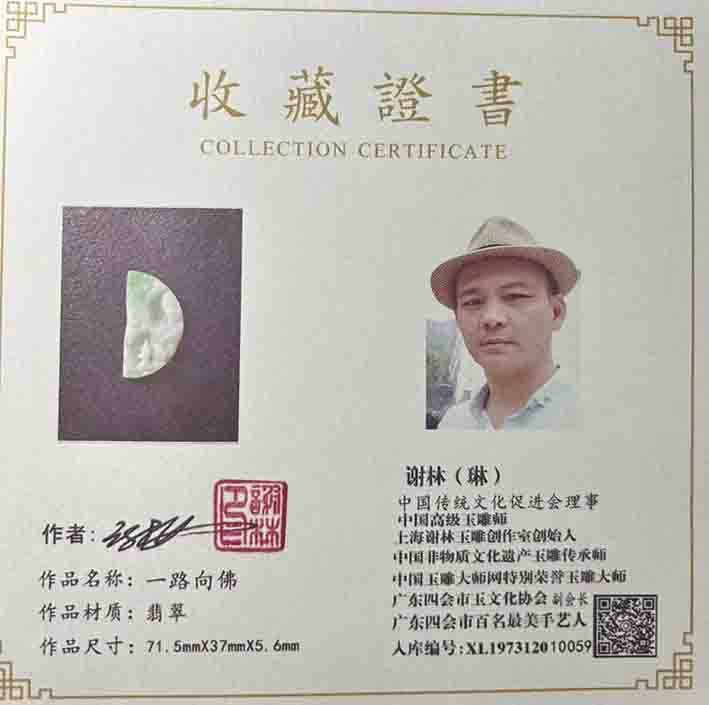 收藏證書
COLLECTION CERTIFICATE
作者:
作品名称：一路向佛
作品材质：翡翠
作品尺寸：71.5mmX37mmX5.6mm
谢林（琳）
中国传统文化促进会理事
中国高级玉雕师
上海谢林玉雕创作室创始人
中国非物质文化遗产玉雕传承师
中国玉雕大师网特别荣誉玉雕大师
广东四会市玉文化协会 副会长
广东四会市百名最美手艺人
入库编号:XL19731201 0059